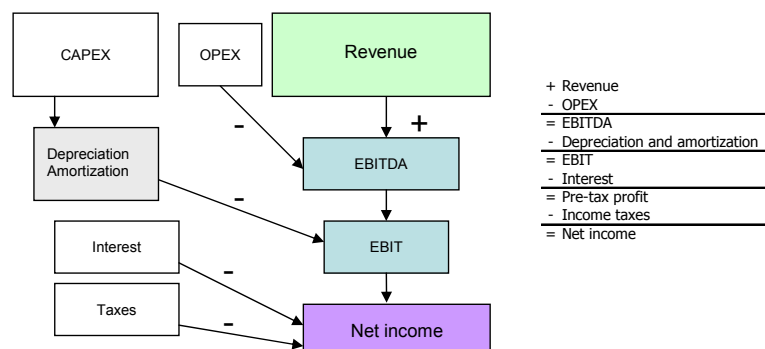 CAPEX
OPEX
Revenue
-
+
Depreciation
Amortization
EBITDA
-
Interest
EBIT
-
Taxes
-
Net income
+ Revenue
- OPEX
= EBITDA
- Depreciation and amortization
= EBIT
- Interest
= Pre-tax profit
- Income taxes
= Net income